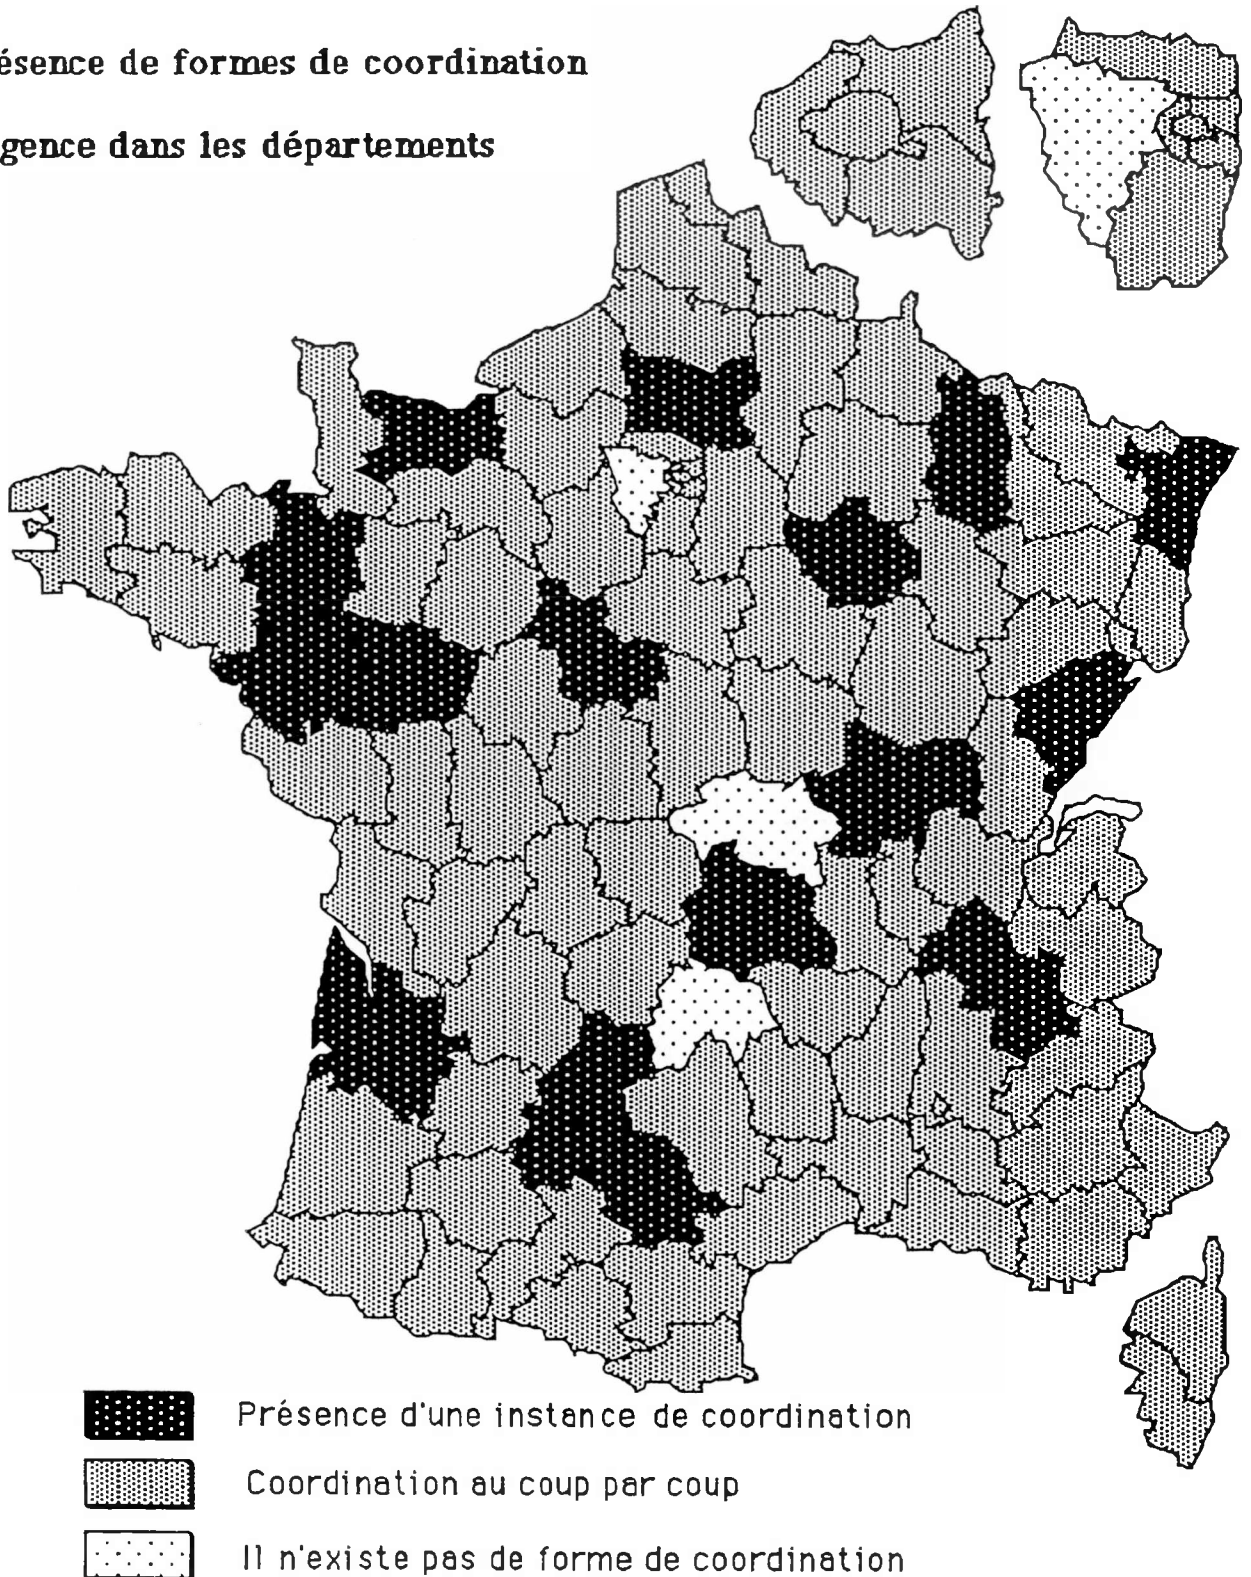 ésence de formes de coordination
gence dans les départements
Présence d'une instance de coordination
Coordination au coup par coup
Il n'existe pas de forme de coordination